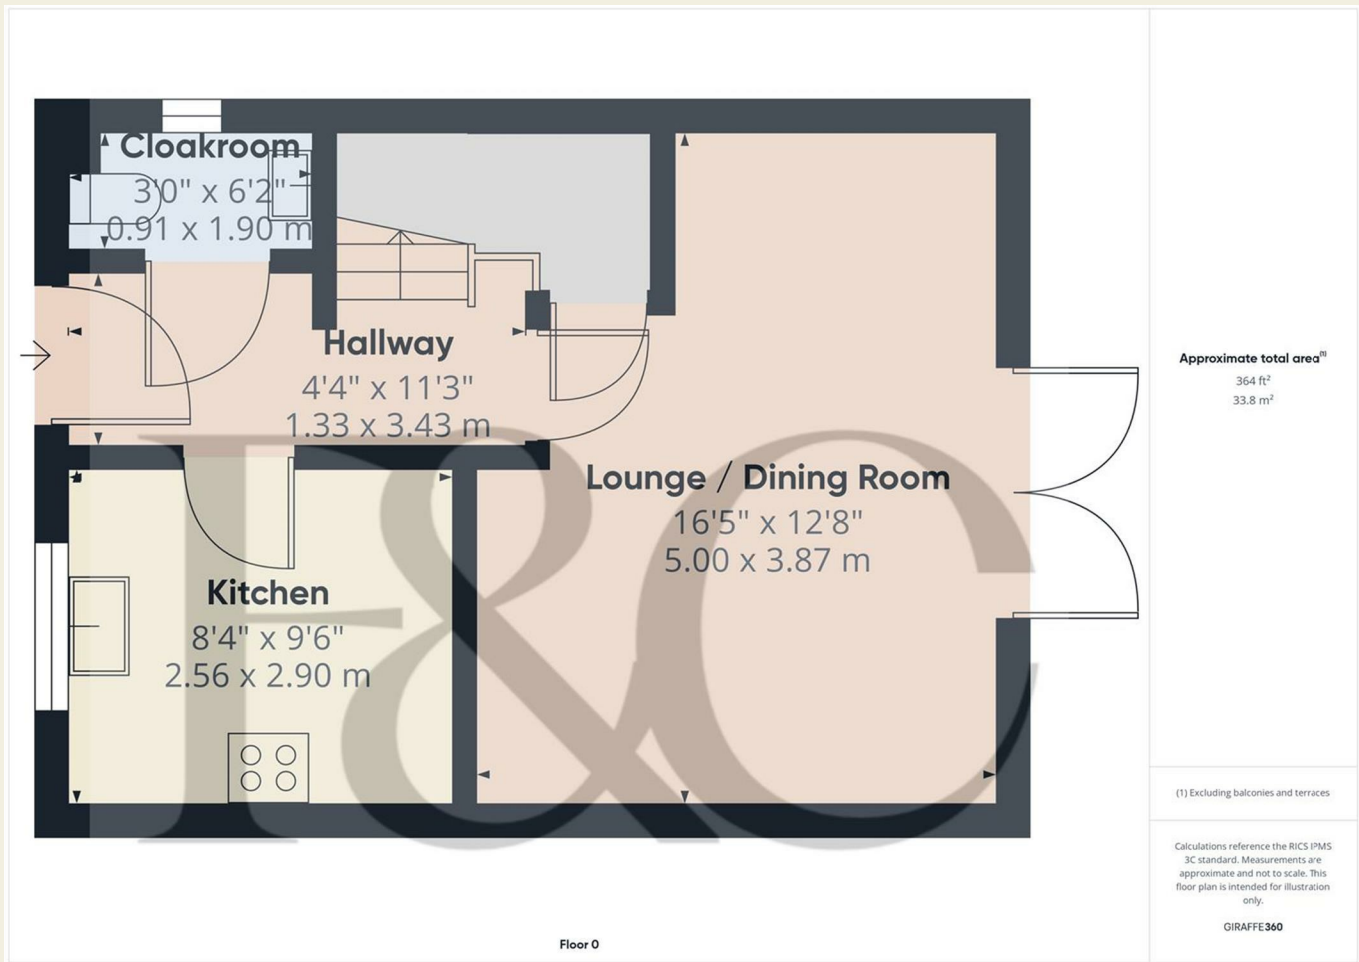 Cloakroom
3'0" x 6'2"
0.91 x 1.90 m
Hallway
4'4" x 11'3"
1.33 x 3.43 m
Lounge / Dining Room
16'5" x 12'8"
5.00 x 3.87 m
Kitchen
8'4" x 9'6"
2.56 x 2.90 m
F&C
Floor 0
Approximate total area(1)
364 ft²
33.8 m²
(1) Excluding balconies and terraces
Calculations reference the RICS IPMS
3C standard. Measurements are
approximate and not to scale. This
floor plan is intended for illustration
only.
GIRAFFE360